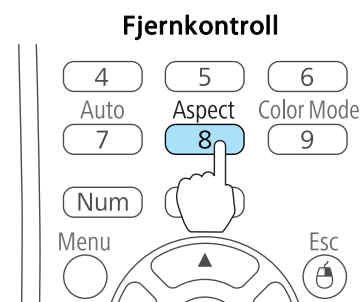 Fjernkontroll
4 5 6
Auto Aspect Color Mode
7 8 9
Num
Menu Esc